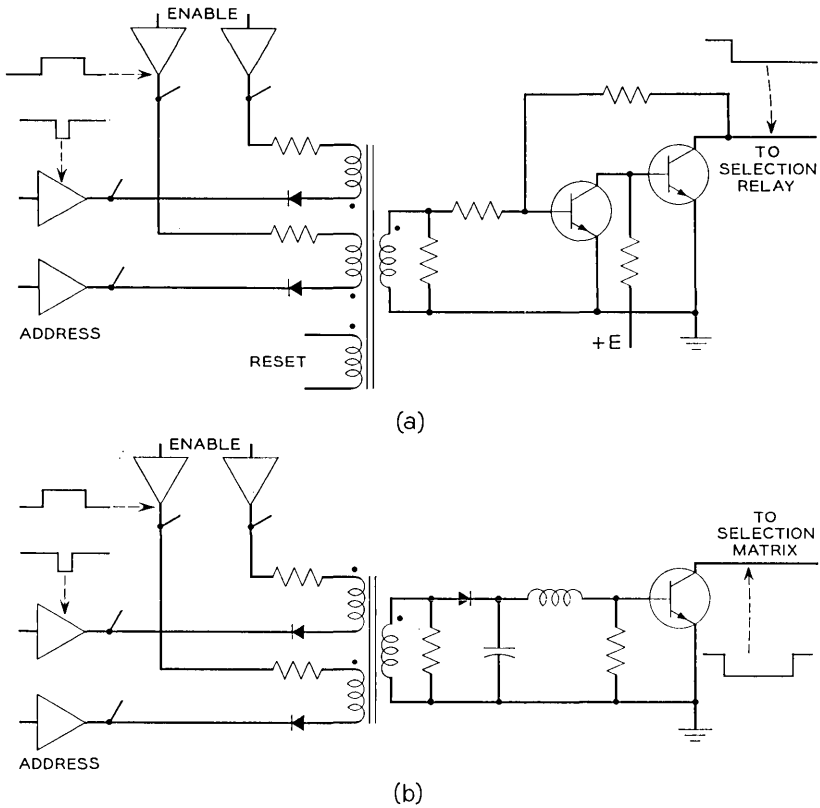 ENABLE
TO
SELECTION
RELAY
ADDRESS
RESET
+E
(a)
ENABLE
TO
SELECTION
MATRIX
ADDRESS
(b)